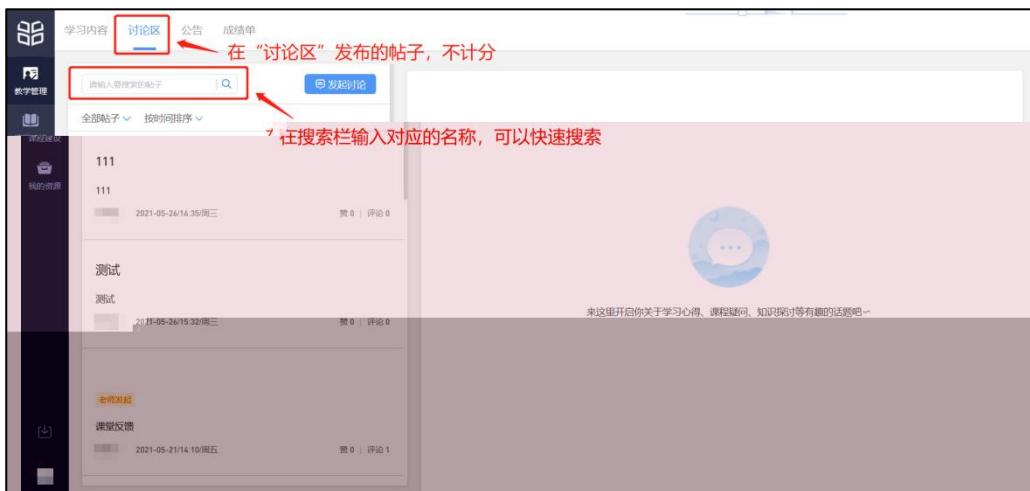 学习内容 讨论区 公告 成绩单
在“讨论区”发布的帖子，不计分
教学管理
请输入要搜索的帖子
发起讨论
全部帖子 按时间排序
在搜索栏输入对应的名称，可以快速搜索
课程建设
我的资源
111
111
2021-05-26/16:35/周三 赞 0 | 评论 0
测试
测试
2021-05-26/15:32/周三 赞 0 | 评论 0
来这里开启你关于学习心得、课程疑问、知识探讨等有趣的话题吧～
老师发起
课堂反馈
2021-05-21/14:10/周五 赞 0 | 评论 1